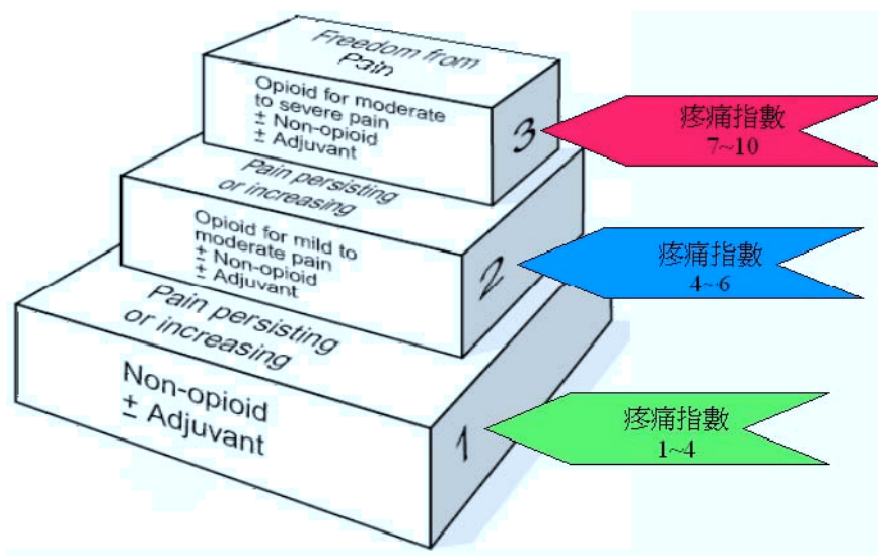 Freedom from
Pain
Opioid for moderate
to severe pain
± Non-opioid
± Adjuvant
3
疼痛指數
7~10
Pain persisting
or increasing
Opioid for mild to
moderate pain
± Non-opioid
± Adjuvant
2
疼痛指數
4~6
Pain persisting
or increasing
Non-opioid
± Adjuvant
1
疼痛指數
1~4